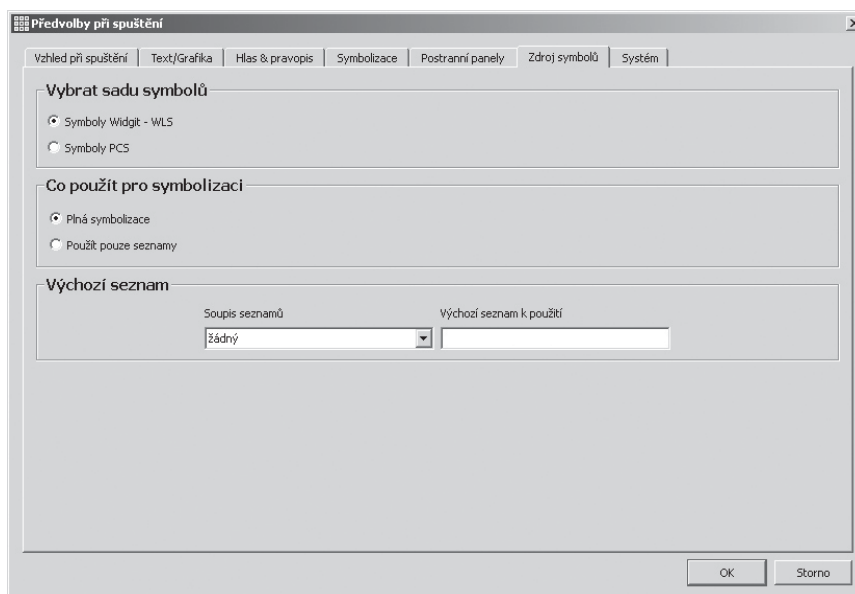 Předvolby při spuštění
Vzhled při spuštění Text/Grafika Hlas & pravopis Symbolizace Postranní panely Zdroj symbolů Systém
Vybrat sadu symbolů
Symboly Widgit - WLS
Symboly PCS
Co použít pro symbolizaci
Plná symbolizace
Použít pouze seznamy
Výchozí seznam
Soupis seznamů Výchozí seznam k použití
žádný
OK Storno